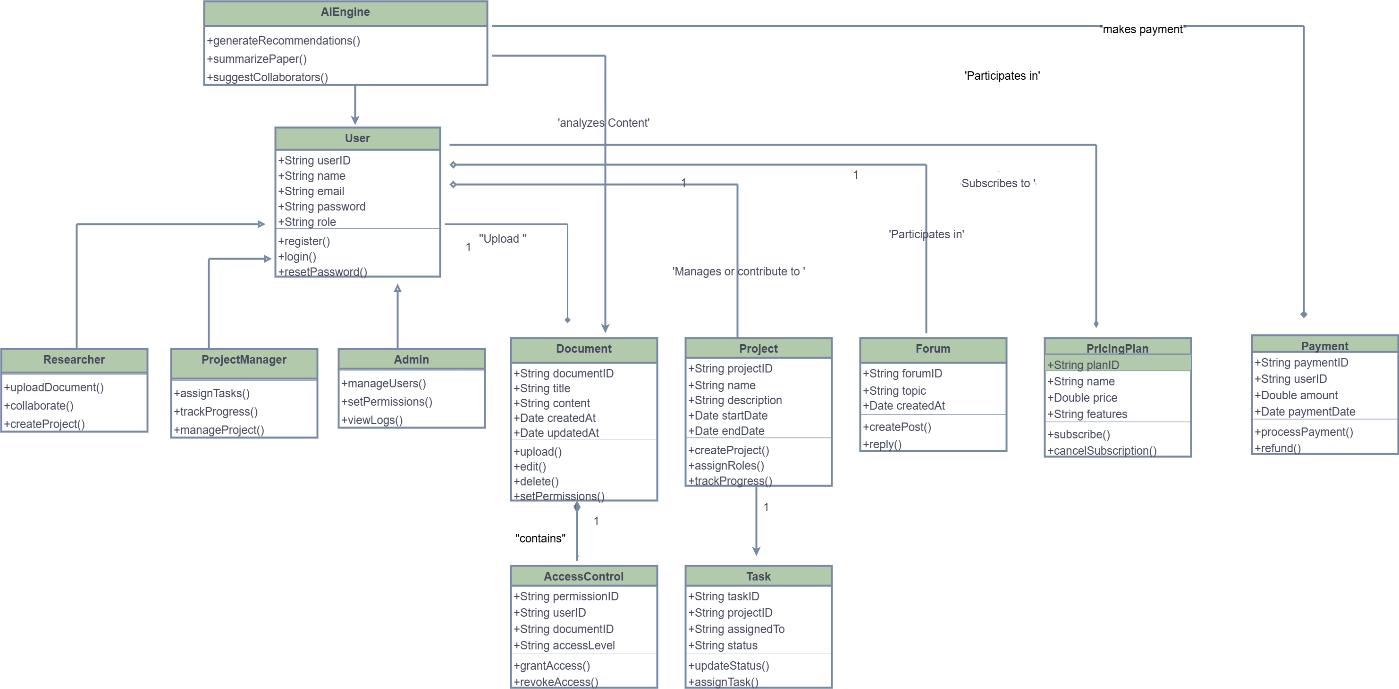 AIEngine
+generateRecommendations()
+summarizePaper()
+suggestCollaborators()
"makes payment"
'Participates in'
'analyzes Content'
User
+String userID
+String name
+String email
+String password
+String role
+register()
+login()
+resetPassword()
1
1
Subscribes to '
"Upload "
1
'Participates in'
'Manages or contribute to '
Researcher
+uploadDocument()
+collaborate()
+createProject()
ProjectManager
+assignTasks()
+trackProgress()
+manageProject()
Admin
+manageUsers()
+setPermissions()
+viewLogs()
Document
+String documentID
+String title
+String content
+Date createdAt
+Date updatedAt
+upload()
+edit()
+delete()
+setPermissions()
Project
+String projectID
+String name
+String description
+Date startDate
+Date endDate
+createProject()
+assignRoles()
+trackProgress()
Forum
+String forumID
+String topic
+Date createdAt
+createPost()
+reply()
PricingPlan
+String planID
+String name
+Double price
+String features
+subscribe()
+cancelSubscription()
Payment
+String paymentID
+String userID
+Double amount
+Date paymentDate
+processPayment()
+refund()
1
"contains"
1
AccessControl
+String permissionID
+String userID
+String documentID
+String accessLevel
+grantAccess()
+revokeAccess()
Task
+String taskID
+String projectID
+String assignedTo
+String status
+updateStatus()
+assignTask()